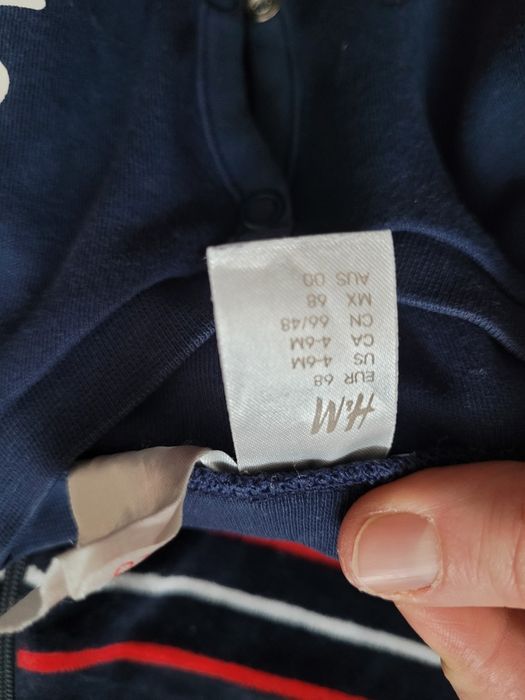 H&M
EUR 68
US 4-6M
CA 4-6M
CN 66/48
MX 68
AUS 00